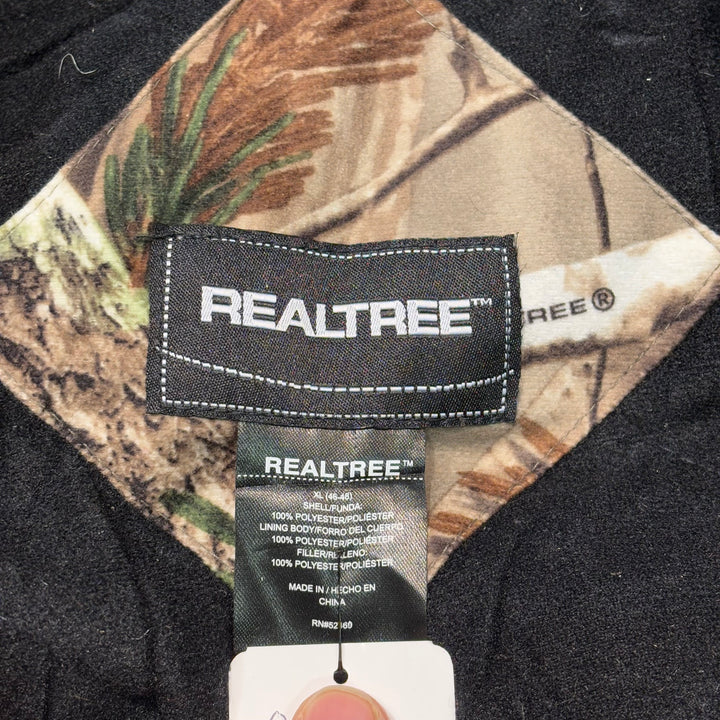 REALTREE™
REE®
REALTREE™
XL (46-48)
SHELL/FUNDA:
100% POLYESTER/POLIÉSTER
LINING BODY/FORRO DEL CUERPO
100% POLYESTER/POLIÉSTER
FILLER/RELLENO:
100% POLYESTER/POLIÉSTER
MADE IN / HECHO EN
CHINA